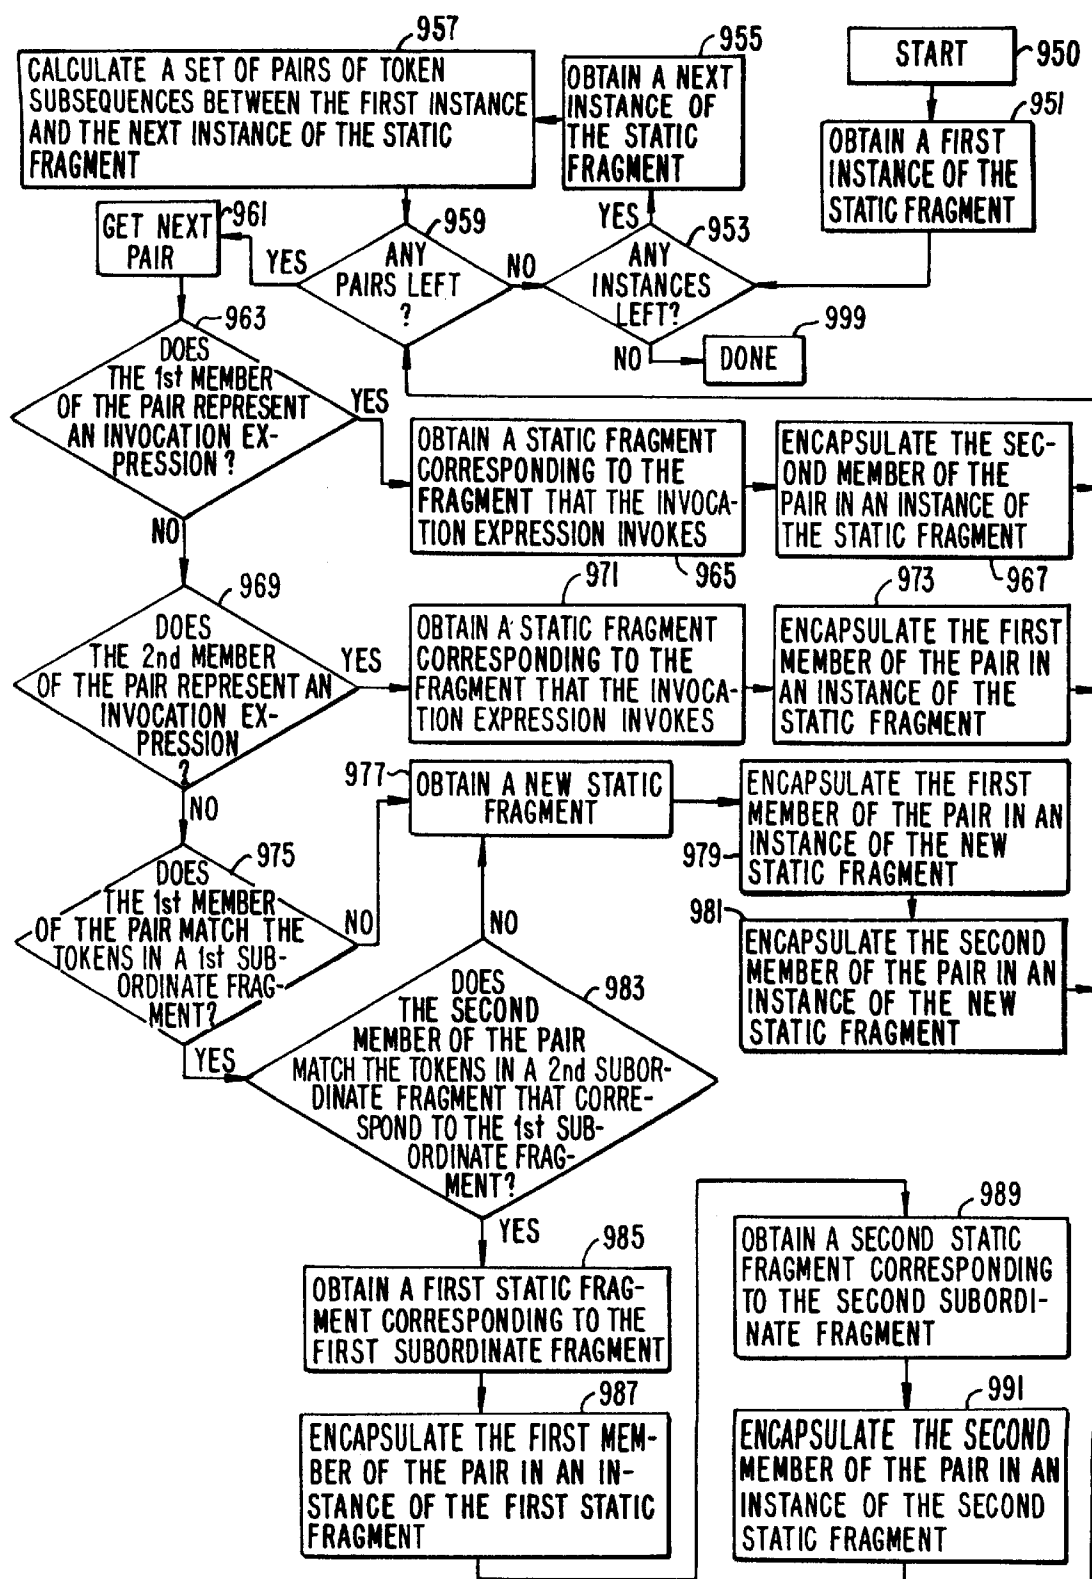 START
950
OBTAIN A FIRST
INSTANCE OF THE
STATIC FRAGMENT
951
ANY
INSTANCES
LEFT?
953
YES
NO
DONE
999
OBTAIN A NEXT
INSTANCE OF
THE STATIC
FRAGMENT
955
CALCULATE A SET OF PAIRS OF TOKEN
SUBSEQUENCES BETWEEN THE FIRST INSTANCE
AND THE NEXT INSTANCE OF THE STATIC
FRAGMENT
957
ANY
PAIRS LEFT
?
959
NO
YES
GET NEXT
PAIR
961
DOES
THE 1st MEMBER
OF THE PAIR REPRESENT
AN INVOCATION EX-
PRESSION?
963
YES
NO
OBTAIN A STATIC FRAGMENT
CORRESPONDING TO THE
FRAGMENT THAT THE INVOCA-
TION EXPRESSION INVOKES
965
ENCAPSULATE THE SEC-
OND MEMBER OF THE
PAIR IN AN INSTANCE OF
THE STATIC FRAGMENT
967
DOES
THE 2nd MEMBER
OF THE PAIR REPRESENT AN
INVOCATION EX-
PRESSION
?
969
YES
NO
OBTAIN A STATIC FRAGMENT
CORRESPONDING TO THE
FRAGMENT THAT THE INVOCA-
TION EXPRESSION INVOKES
971
ENCAPSULATE THE FIRST
MEMBER OF THE PAIR IN
AN INSTANCE OF THE
STATIC FRAGMENT
973
DOES
THE 1st MEMBER
OF THE PAIR MATCH THE
TOKENS IN A 1st SUB-
ORDINATE FRAG-
MENT?
975
NO
YES
977
OBTAIN A NEW STATIC
FRAGMENT
ENCAPSULATE THE FIRST
MEMBER OF THE PAIR IN AN
INSTANCE OF THE NEW
STATIC FRAGMENT
979
981
ENCAPSULATE THE SECOND
MEMBER OF THE PAIR IN AN
INSTANCE OF THE NEW
STATIC FRAGMENT
NO
DOES
THE SECOND
MEMBER OF THE PAIR
MATCH THE TOKENS IN A 2nd SUBOR-
DINATE FRAGMENT THAT CORRE-
SPOND TO THE 1st SUB-
ORDINATE FRAG-
MENT?
983
YES
OBTAIN A FIRST STATIC FRAG-
MENT CORRESPONDING TO THE
FIRST SUBORDINATE FRAGMENT
985
ENCAPSULATE THE FIRST MEM-
BER OF THE PAIR IN AN IN-
STANCE OF THE FIRST STATIC
FRAGMENT
987
OBTAIN A SECOND STATIC
FRAGMENT CORRESPONDING
TO THE SECOND SUBORDI-
NATE FRAGMENT
989
ENCAPSULATE THE SECOND
MEMBER OF THE PAIR IN AN
INSTANCE OF THE SECOND
STATIC FRAGMENT
991